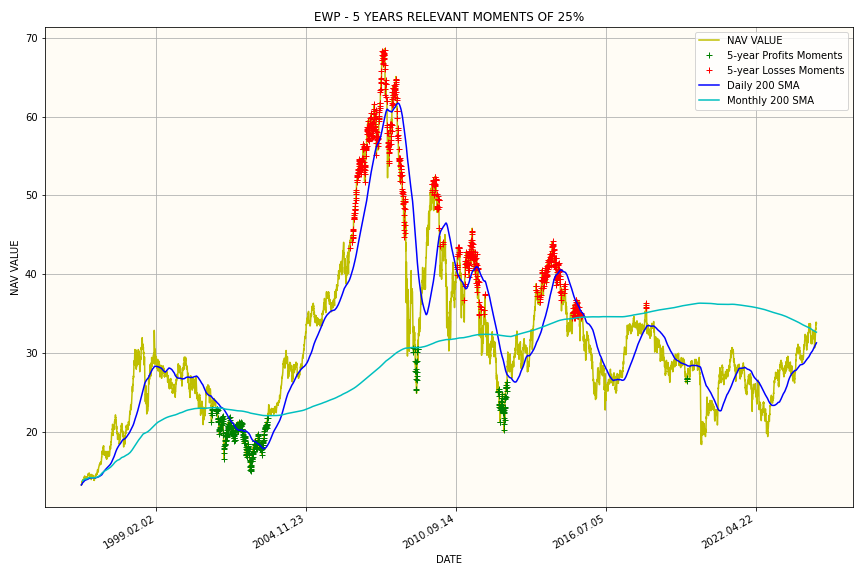 EWP - 5 YEARS RELEVANT MOMENTS OF 25%
NAV VALUE
5-year Profits Moments
5-year Losses Moments
Daily 200 SMA
Monthly 200 SMA
70
60
50
40
30
20
NAV VALUE
1999.02.02
2004.11.23
2010.09.14
2016.07.05
2022.04.22
DATE